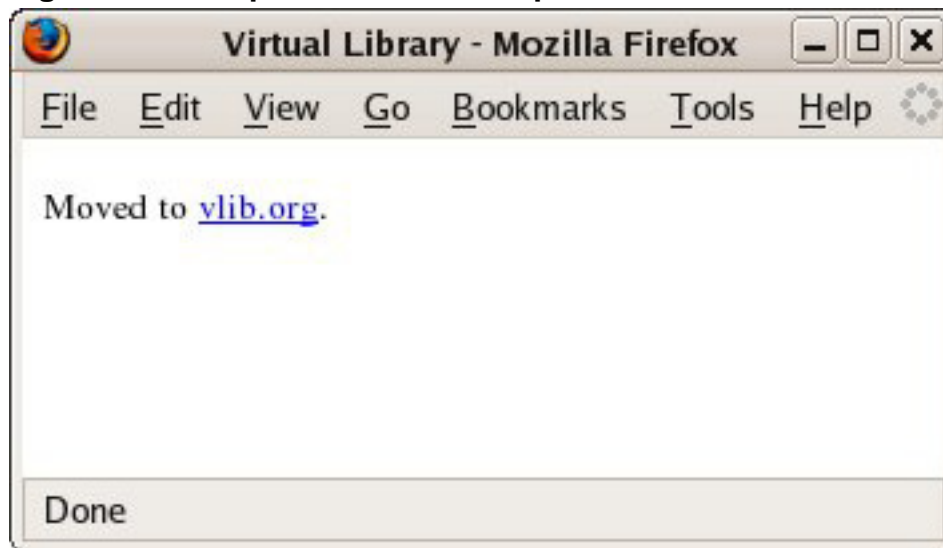 Virtual Library - Mozilla Firefox
File Edit View Go Bookmarks Tools Help
Moved to vlib.org.
Done